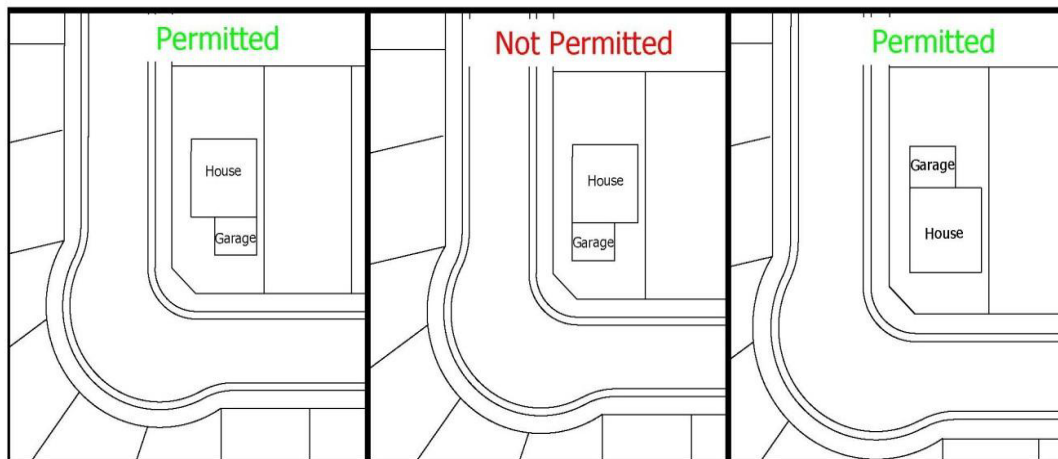 Permitted
House
Garage
Not Permitted
House
Garage
Permitted
Garage
House